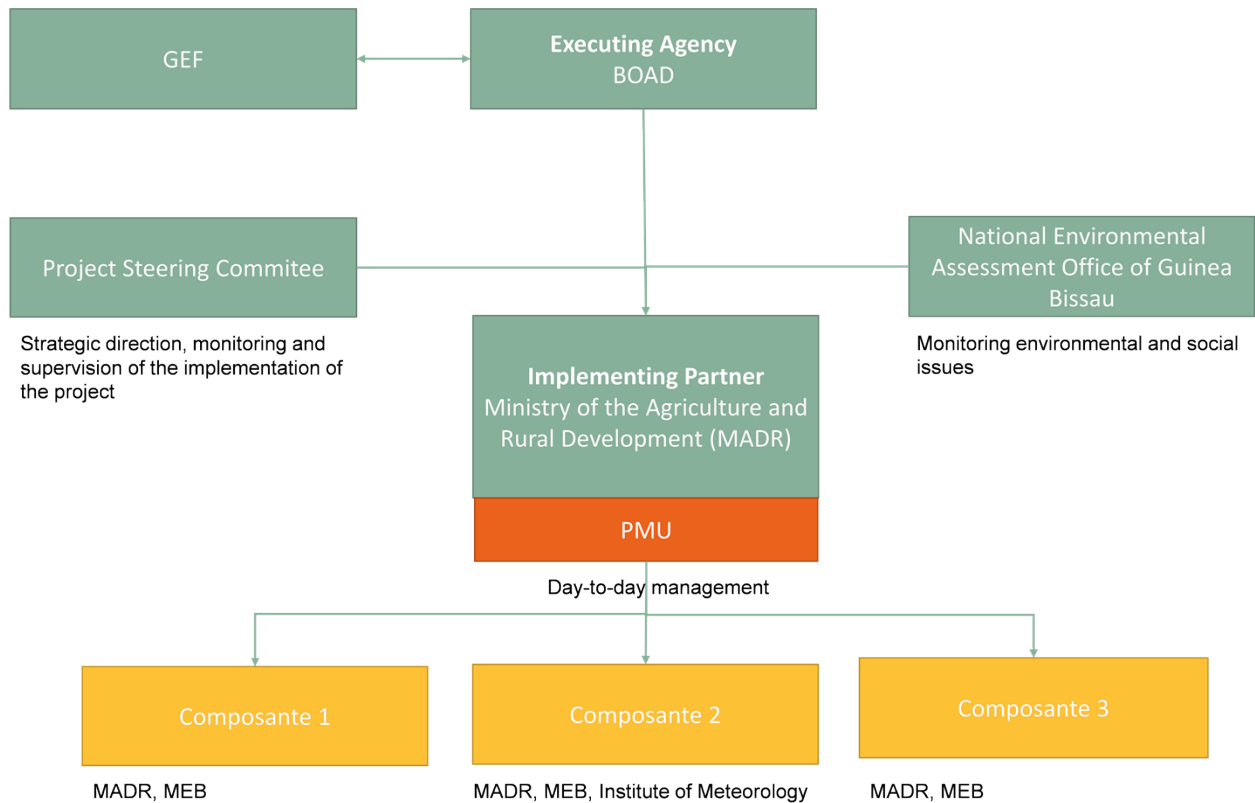 GEF
Executing Agency
BOAD
Project Steering Commitee
National Environmental
Assessment Office of Guinea
Bissau
Strategic direction, monitoring and
supervision of the implementation of
the project
Monitoring environmental and social
issues
Implementing Partner
Ministry of the Agriculture and
Rural Development (MADR)
PMU
Day-to-day management
Composante 1
Composante 2
Composante 3
MADR, MEB
MADR, MEB, Institute of Meteorology
MADR, MEB